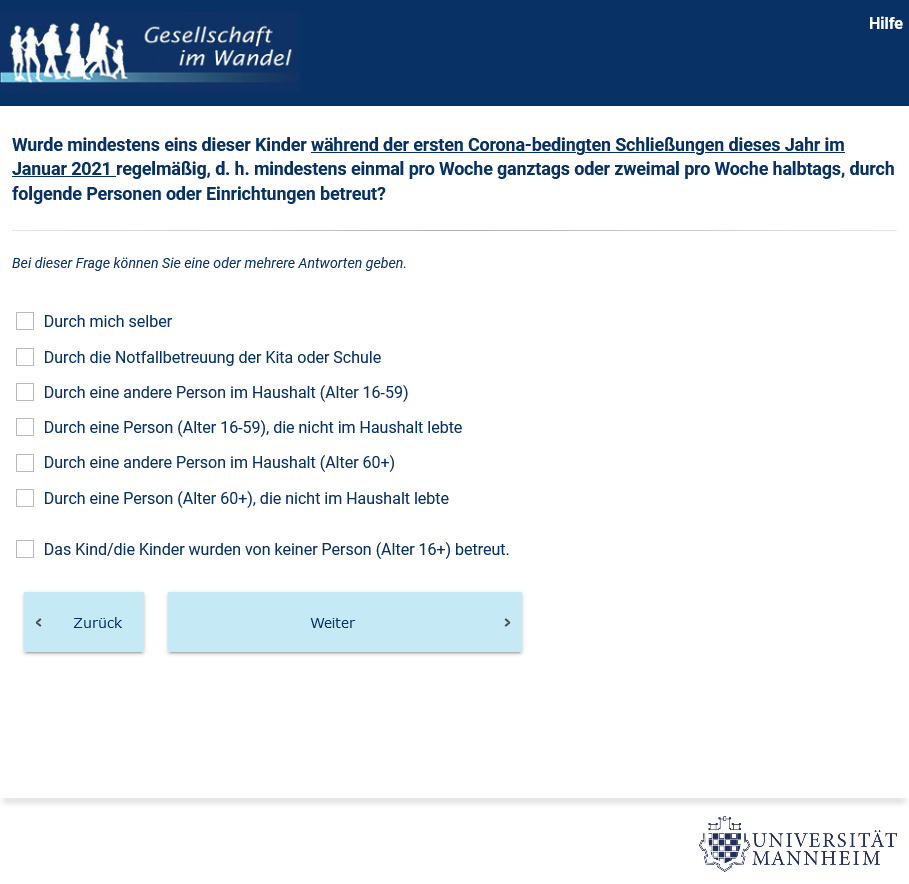 Gesellschaft
im Wandel
Hilfe
Wurde mindestens eins dieser Kinder während der ersten Corona-bedingten Schließungen dieses Jahr im
Januar 2021 regelmäßig, d. h. mindestens einmal pro Woche ganztags oder zweimal pro Woche halbtags, durch
folgende Personen oder Einrichtungen betreut?
Bei dieser Frage können Sie eine oder mehrere Antworten geben.
Durch mich selber
Durch die Notfallbetreuung der Kita oder Schule
Durch eine andere Person im Haushalt (Alter 16-59)
Durch eine Person (Alter 16-59), die nicht im Haushalt lebte
Durch eine andere Person im Haushalt (Alter 60+)
Durch eine Person (Alter 60+), die nicht im Haushalt lebte
Das Kind/die Kinder wurden von keiner Person (Alter 16+) betreut.
Zurück
Weiter
UNIVERSITÄT
MANNHEIM